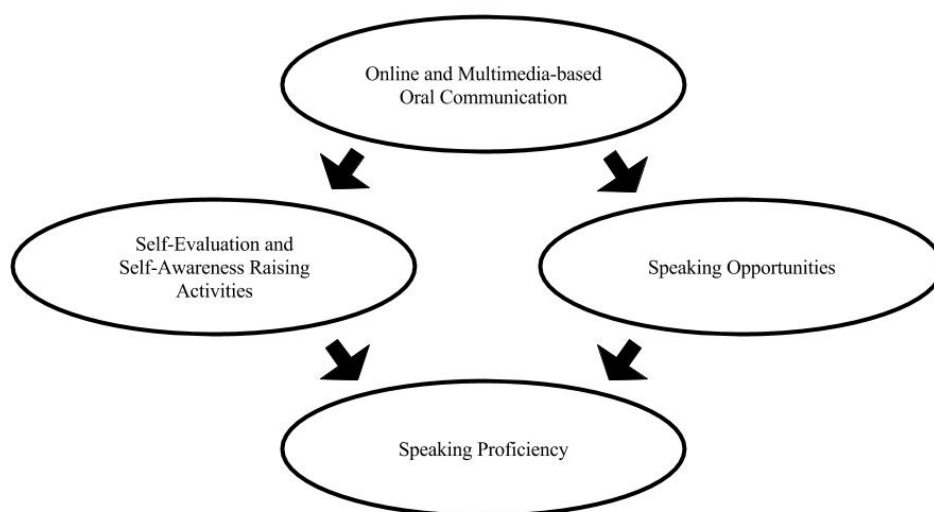 Online and Multimedia-based
Oral Communication
Self-Evaluation and
Self-Awareness Raising
Activities
Speaking Opportunities
Speaking Proficiency